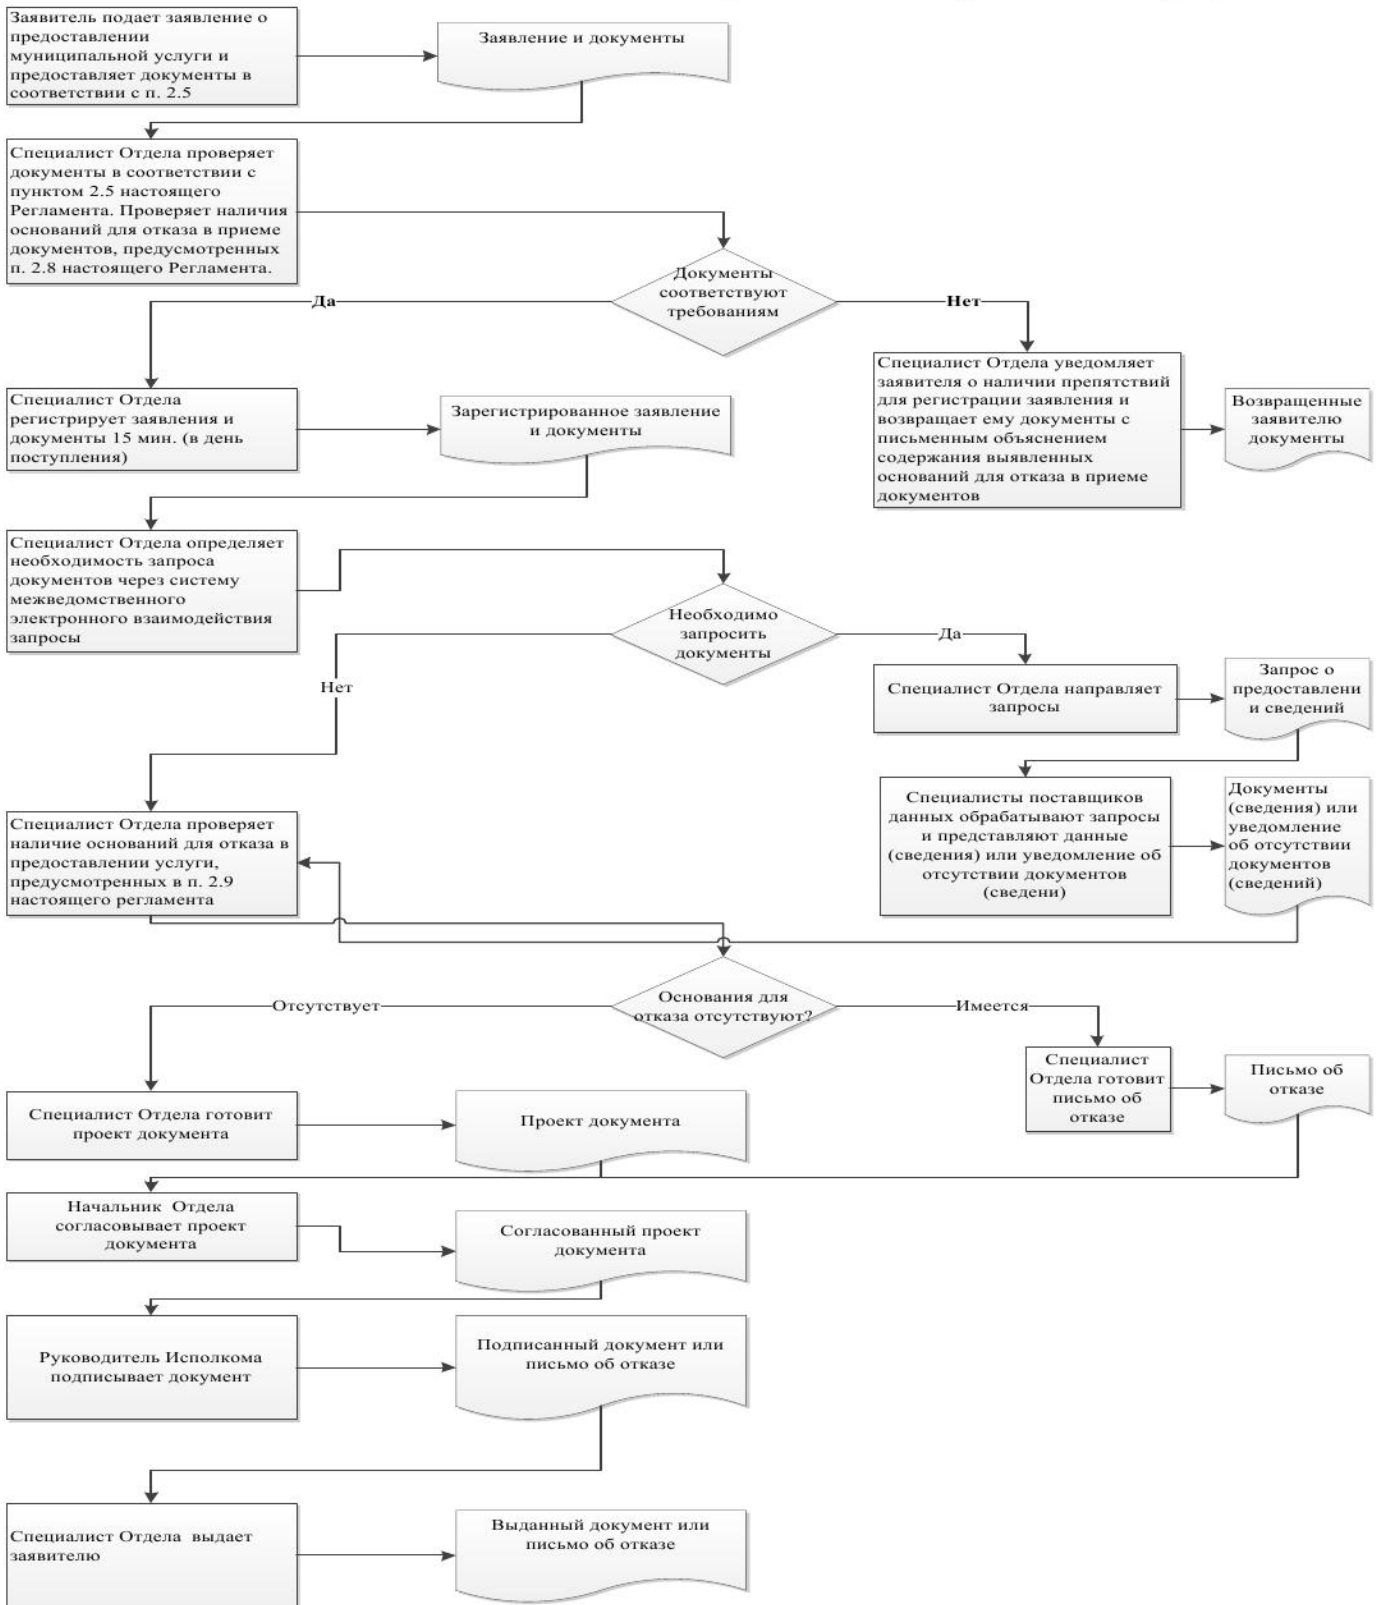 Заявитель подает заявление о
предоставлении
муниципальной услуги и
предоставляет документы в
соответствии с п. 2.5
Заявление и документы
Специалист Отдела проверяет
документы в соответствии с
пунктом 2.5 настоящего
Регламента. Проверяет наличия
оснований для отказа в приеме
документов, предусмотренных
п. 2.8 настоящего Регламента.
Документы
соответствуют
требованиям
Да
Нет
Специалист Отдела
регистрирует заявления и
документы 15 мин. (в день
поступления)
Зарегистрированное заявление
и документы
Специалист Отдела уведомляет
заявителя о наличии препятствий
для регистрации заявления и
возвращает ему документы с
письменным объяснением
содержания выявленных
оснований для отказа в приеме
документов
Возвращенные
заявителю
документы
Специалист Отдела определяет
необходимость запроса
документов через систему
межведомственного
электронного взаимодействия
запросы
Необходимо
запросить
документы
Да
Нет
Специалист Отдела направляет
запросы
Запрос о
предоставлени
и сведений
Специалисты поставщиков
данных обрабатывают запросы
и представляют данные
(сведения) или уведомление об
отсутствии документов
(сведени)
Документы
(сведения) или
уведомление
об отсутствии
документов
(сведений)
Специалист Отдела проверяет
наличие оснований для отказа в
предоставлении услуги,
предусмотренных в п. 2.9
настоящего регламента
Основания для
отказа отсутствуют?
Отсутствует
Имеется
Специалист
Отдела готовит
письмо об
отказе
Письмо об
отказе
Специалист Отдела готовит
проект документа
Проект документа
Начальник  Отдела
согласовывает проект
документа
Согласованный проект
документа
Руководитель Исполкома
подписывает документ
Подписанный документ или
письмо об отказе
Специалист Отдела  выдает
заявителю
Выданный документ или
письмо об отказе